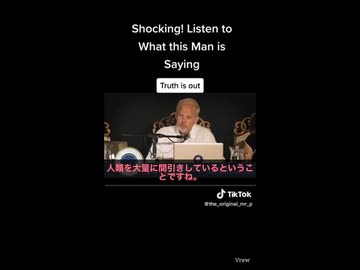 Shocking! Listen to
What this Man is
Saying
Truth is out
人類を大量に間引きしているというこ
とですね。
TikTok
@the_original_mr_p
Vrew